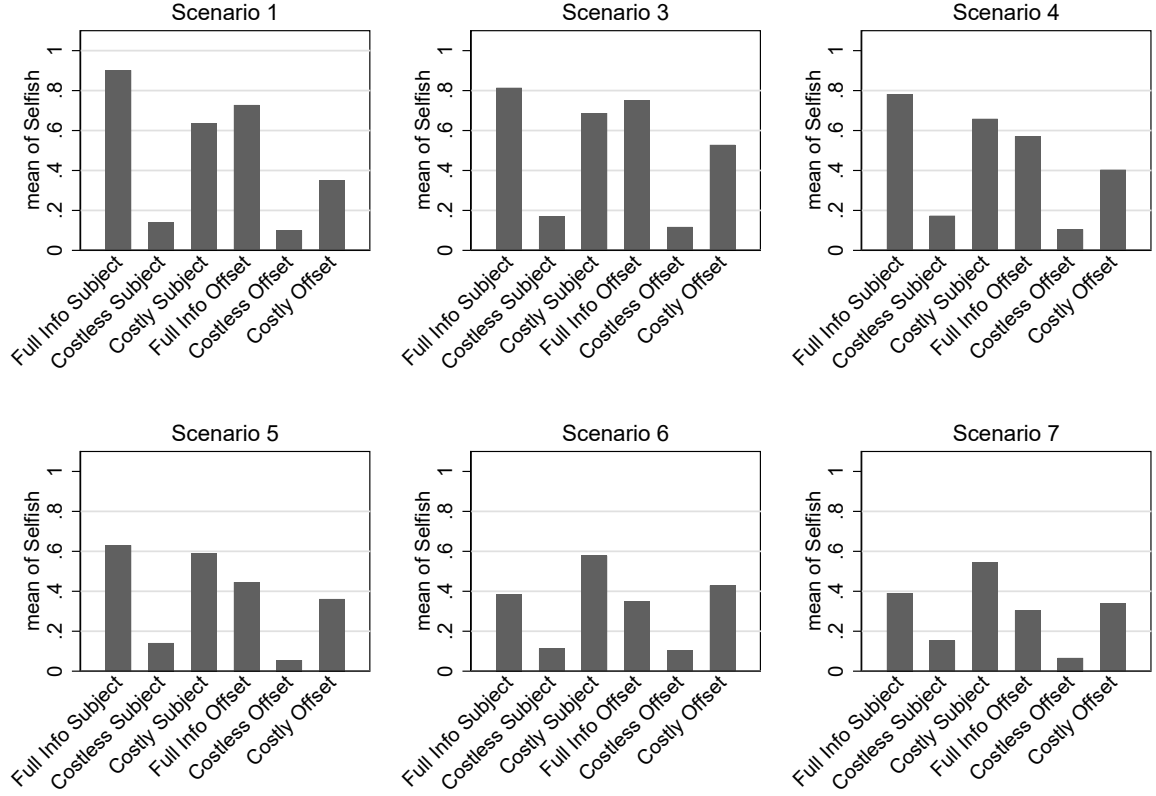 Scenario 1
mean of Selfish
1
.8
.6
.4
.2
0
Full Info Subject
Costless Subject
Costly Subject
Full Info Offset
Costless Offset
Costly Offset
Scenario 3
mean of Selfish
1
.8
.6
.4
.2
0
Full Info Subject
Costless Subject
Costly Subject
Full Info Offset
Costless Offset
Costly Offset
Scenario 4
mean of Selfish
1
.8
.6
.4
.2
0
Full Info Subject
Costless Subject
Costly Subject
Full Info Offset
Costless Offset
Costly Offset
Scenario 5
mean of Selfish
1
.8
.6
.4
.2
0
Full Info Subject
Costless Subject
Costly Subject
Full Info Offset
Costless Offset
Costly Offset
Scenario 6
mean of Selfish
1
.8
.6
.4
.2
0
Full Info Subject
Costless Subject
Costly Subject
Full Info Offset
Costless Offset
Costly Offset
Scenario 7
mean of Selfish
1
.8
.6
.4
.2
0
Full Info Subject
Costless Subject
Costly Subject
Full Info Offset
Costless Offset
Costly Offset